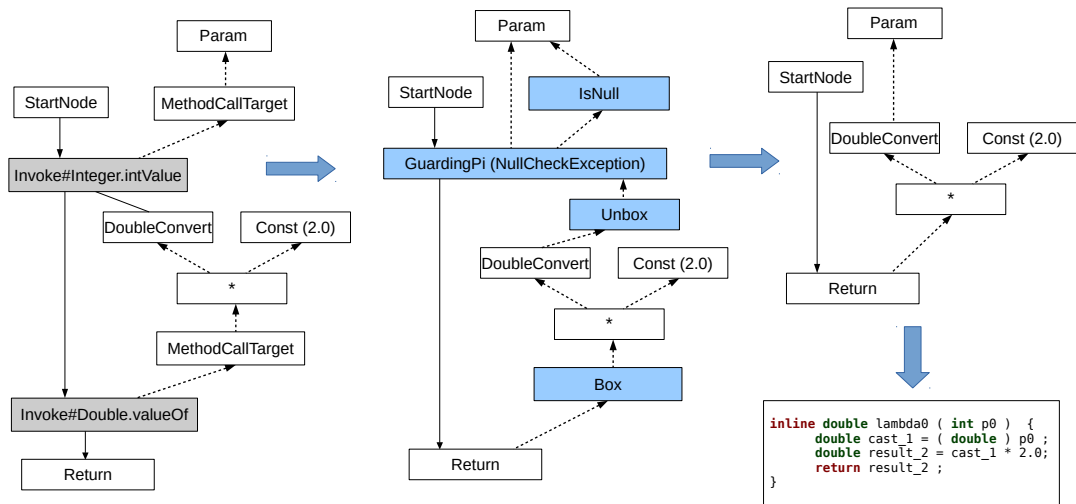 Param
MethodCallTarget
StartNode
Invoke#Integer.intValue
DoubleConvert
Const (2.0)
*
MethodCallTarget
Invoke#Double.valueOf
Return
Param
StartNode
IsNull
GuardingPi (NullCheckException)
Unbox
DoubleConvert
Const (2.0)
*
Box
Return
Param
StartNode
DoubleConvert
Const (2.0)
*
Return
inline double lambda0 ( int p0 )  {
      double cast_1 = ( double ) p0 ;
      double result_2 = cast_1 * 2.0;
      return result_2 ;
}